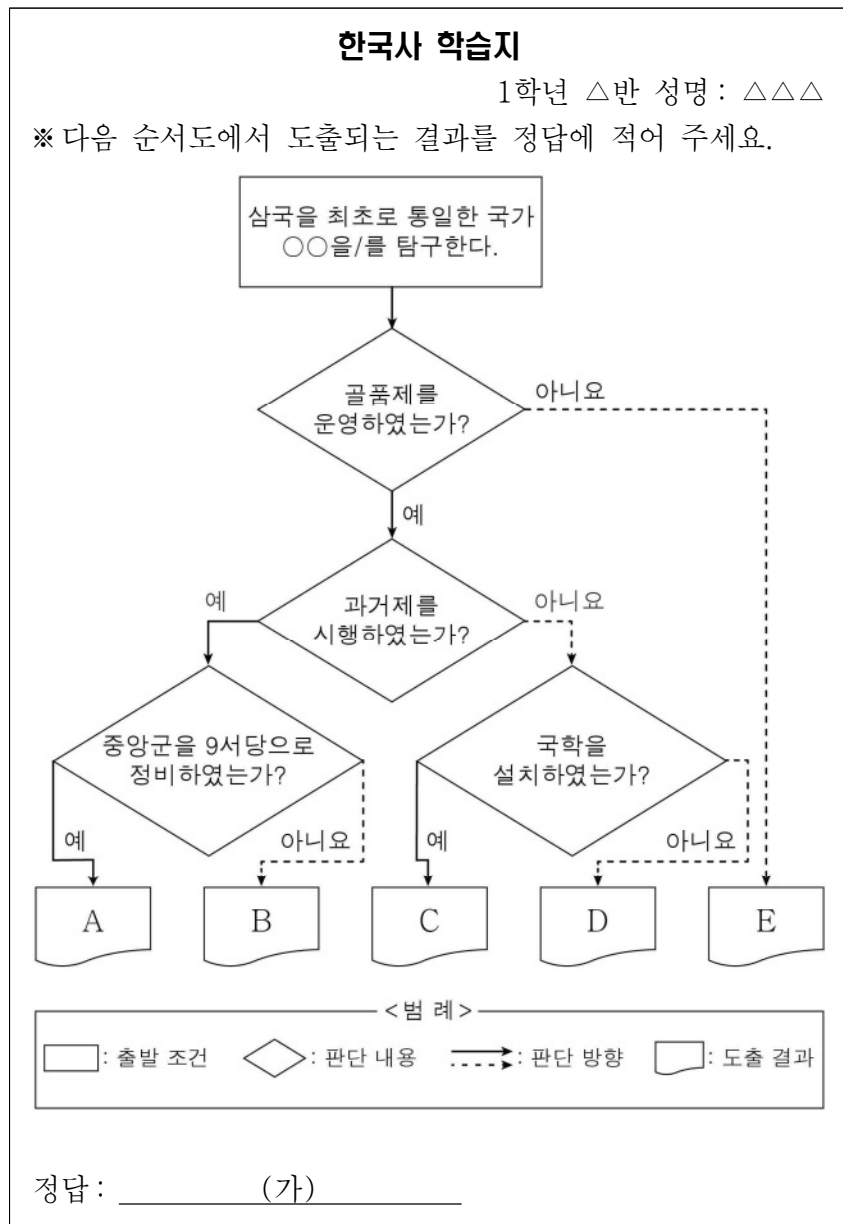 한국사 학습지
1학년 △반 성명 : △△△
※ 다음 순서도에서 도출되는 결과를 정답에 적어 주세요.
삼국을 최초로 통일한 국가
○○을/를 탐구한다.
골품제를
운영하였는가?
아니요
예
과거제를
시행하였는가?
예
아니요
중앙군을 9서당으로
정비하였는가?
국학을
설치하였는가?
예
아니요
예
아니요
A
B
C
D
E
<범 례>
: 출발 조건
: 판단 내용
: 판단 방향
: 도출 결과
정답 : (가)